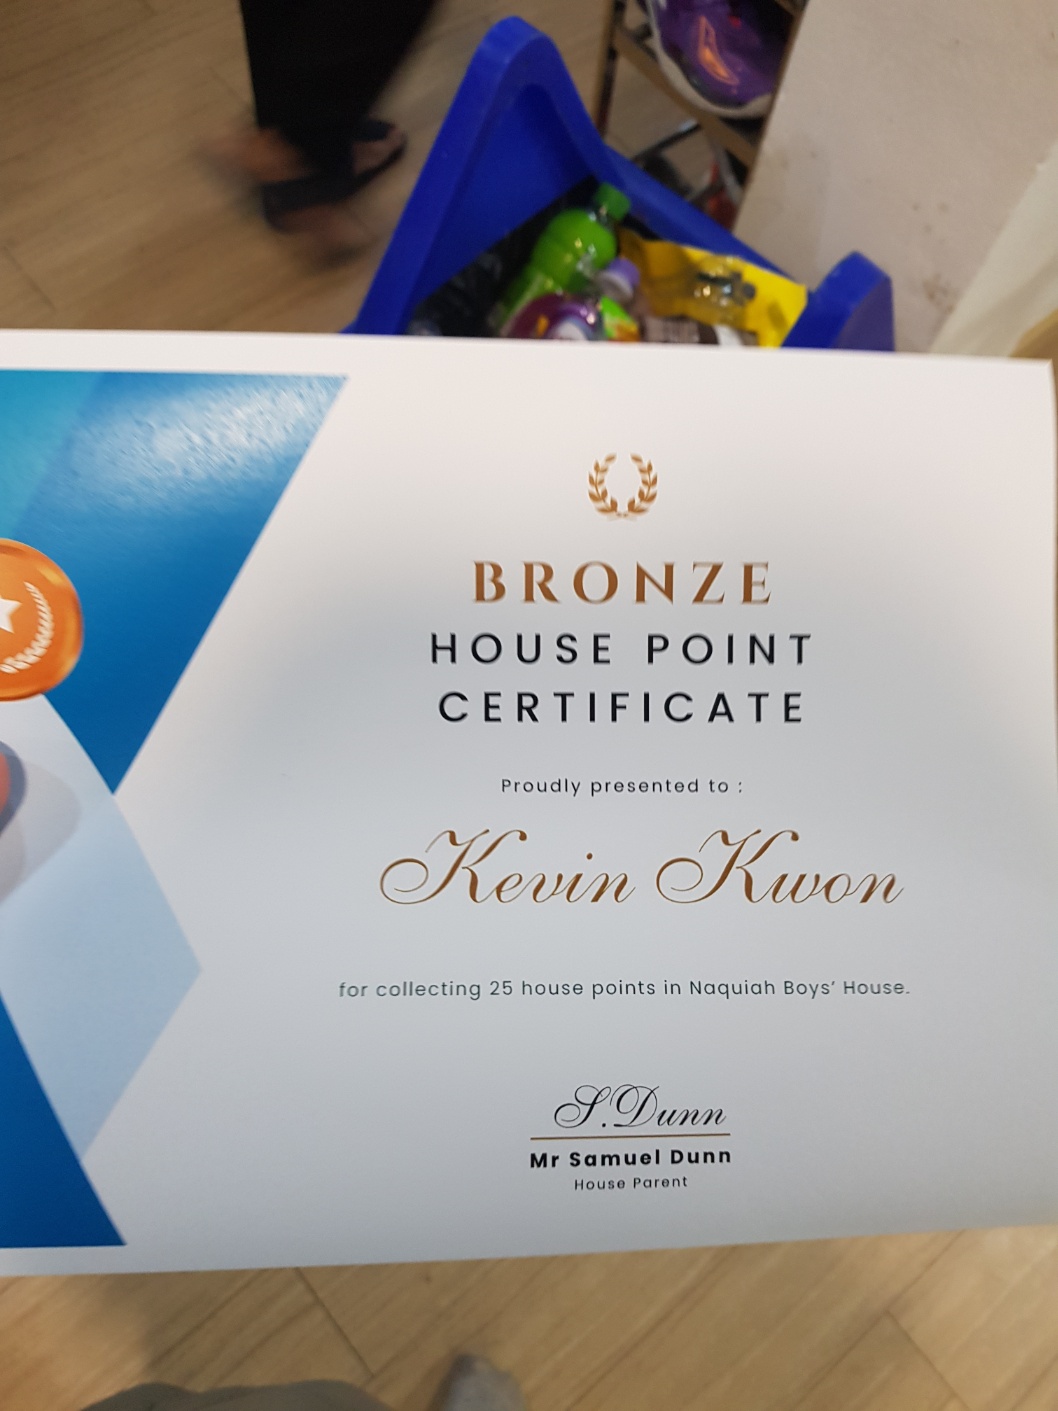 BRONZE
HOUSE POINT
CERTIFICATE
Proudly presented to :
Kevin Kwon
for collecting 25 house points in Naquiah Boys’ House.
S.Dunn
Mr Samuel Dunn
House Parent